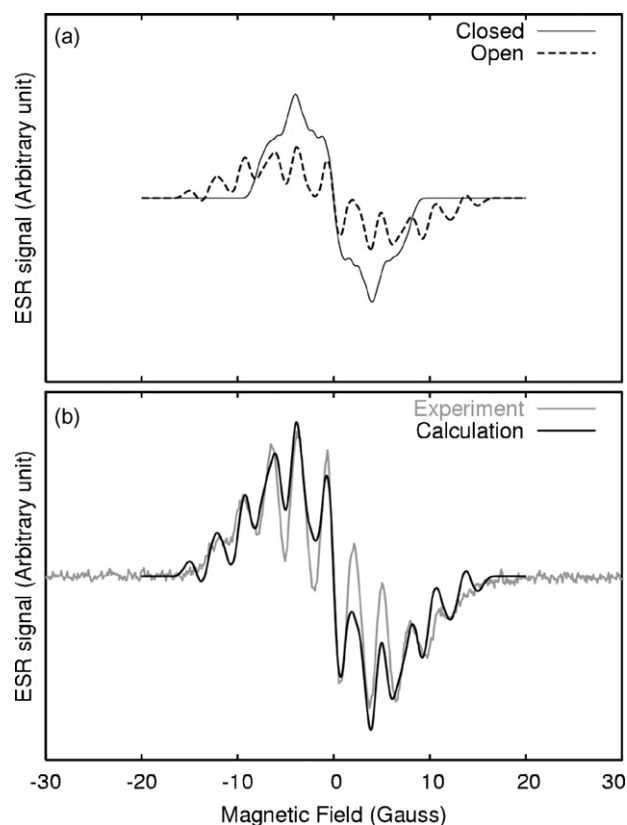 (a)
Closed
Open
ESR signal (Arbitrary unit)
(b)
Experiment
Calculation
ESR signal (Arbitrary unit)
-30 -20 -10 0 10 20 30
Magnetic Field (Gauss)